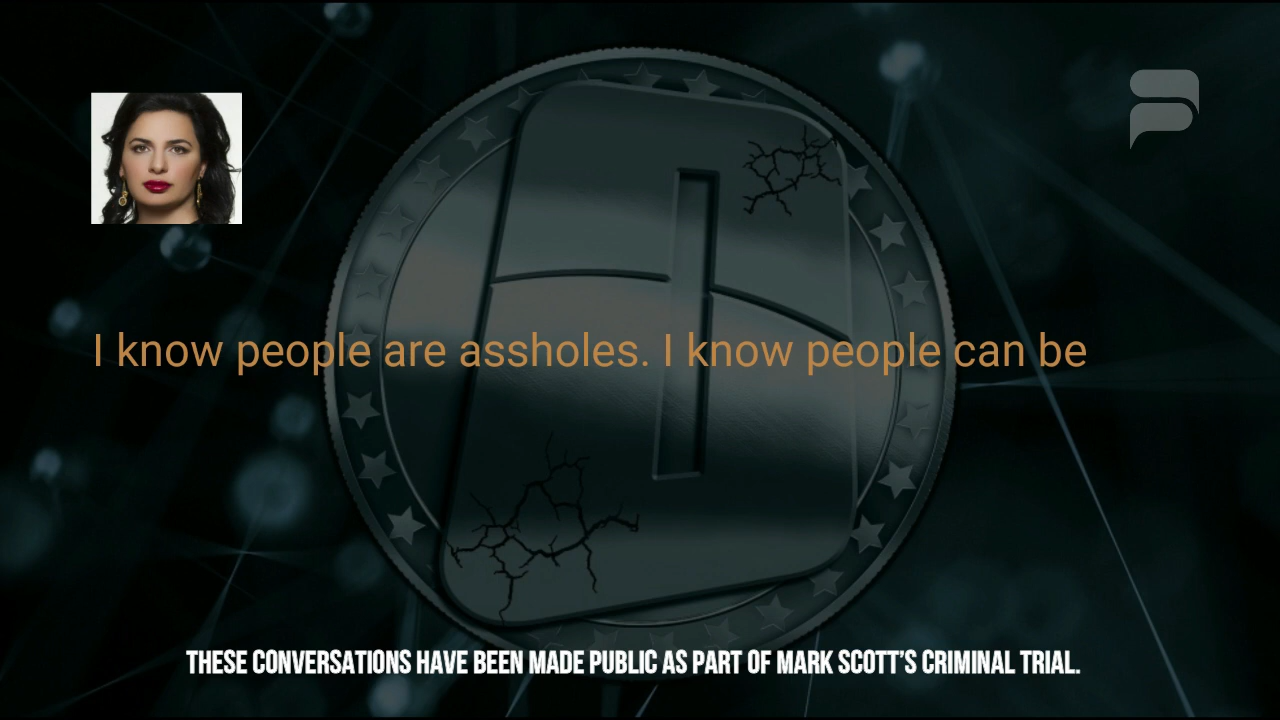 I know people are assholes. I know people can be
THESE CONVERSATIONS HAVE BEEN MADE PUBLIC AS PART OF MARK SCOTT'S CRIMINAL TRIAL.